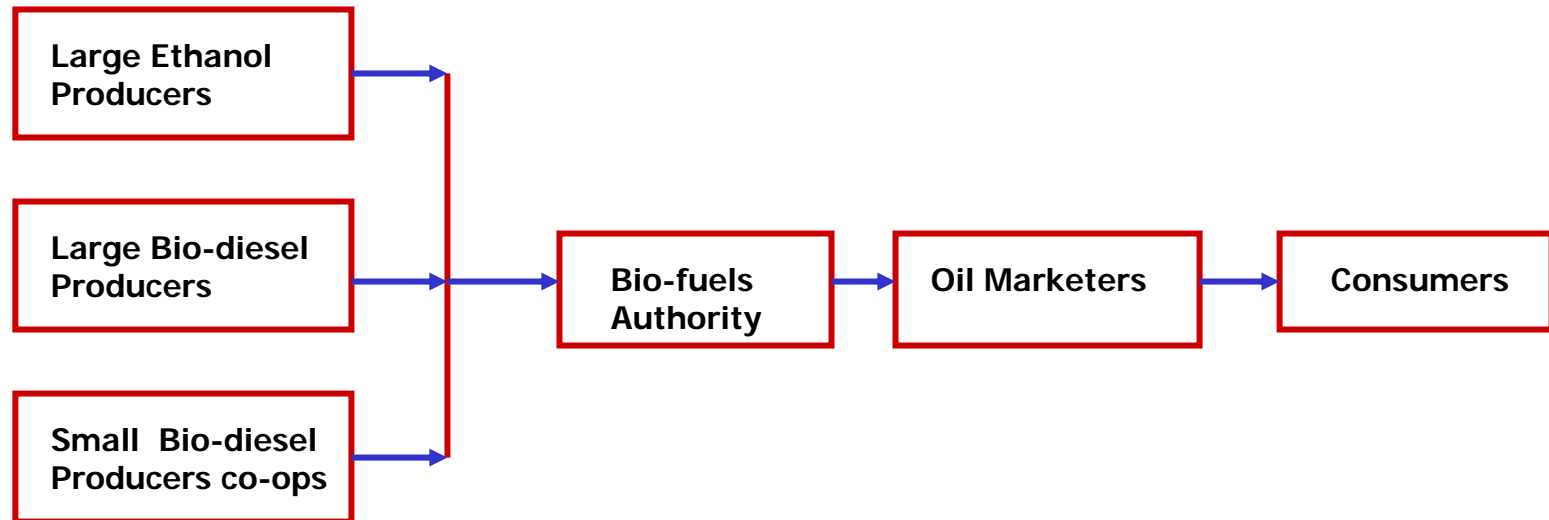 Large Ethanol
Producers
Large Bio-diesel
Producers
Small  Bio-diesel
Producers co-ops
Bio-fuels
Authority
Oil Marketers
Consumers